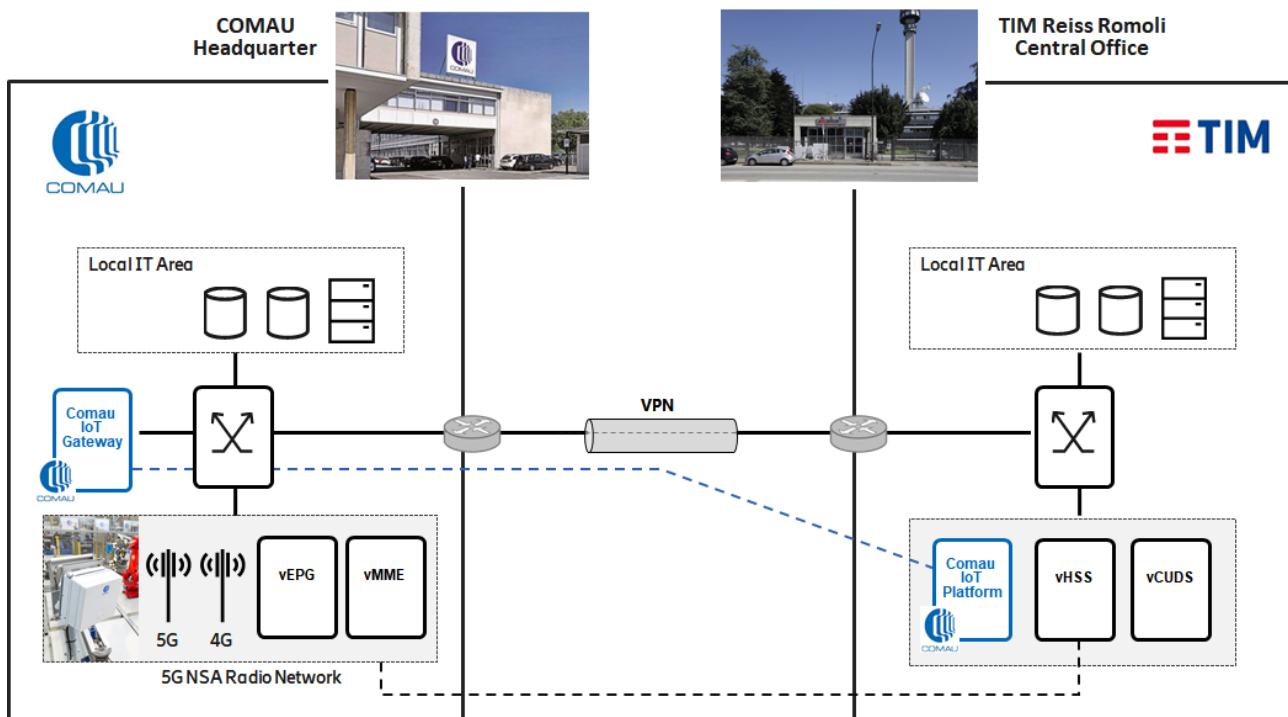 COMAU
Headquarter
TIM Reiss Romoli
Central Office
COMAU
COMAU
TIM
Local IT Area
Local IT Area
Comau
IoT
Gateway
COMAU
VPN
5G
4G
vEPG
vMME
5G NSA Radio Network
Comau
IoT
Platform
COMAU
vHSS
vCUDS